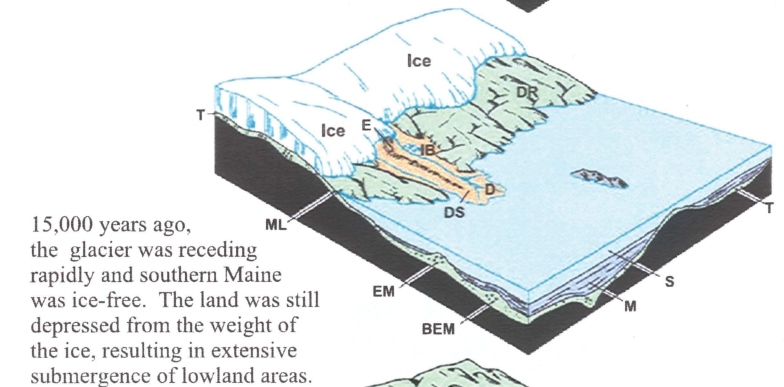 Ice
DR
T
Ice
E
IB
D
DS
ML
T
EM
S
M
BEM
15,000 years ago,
the glacier was receding
rapidly and southern Maine
was ice-free. The land was still
depressed from the weight of
the ice, resulting in extensive
submergence of lowland areas.